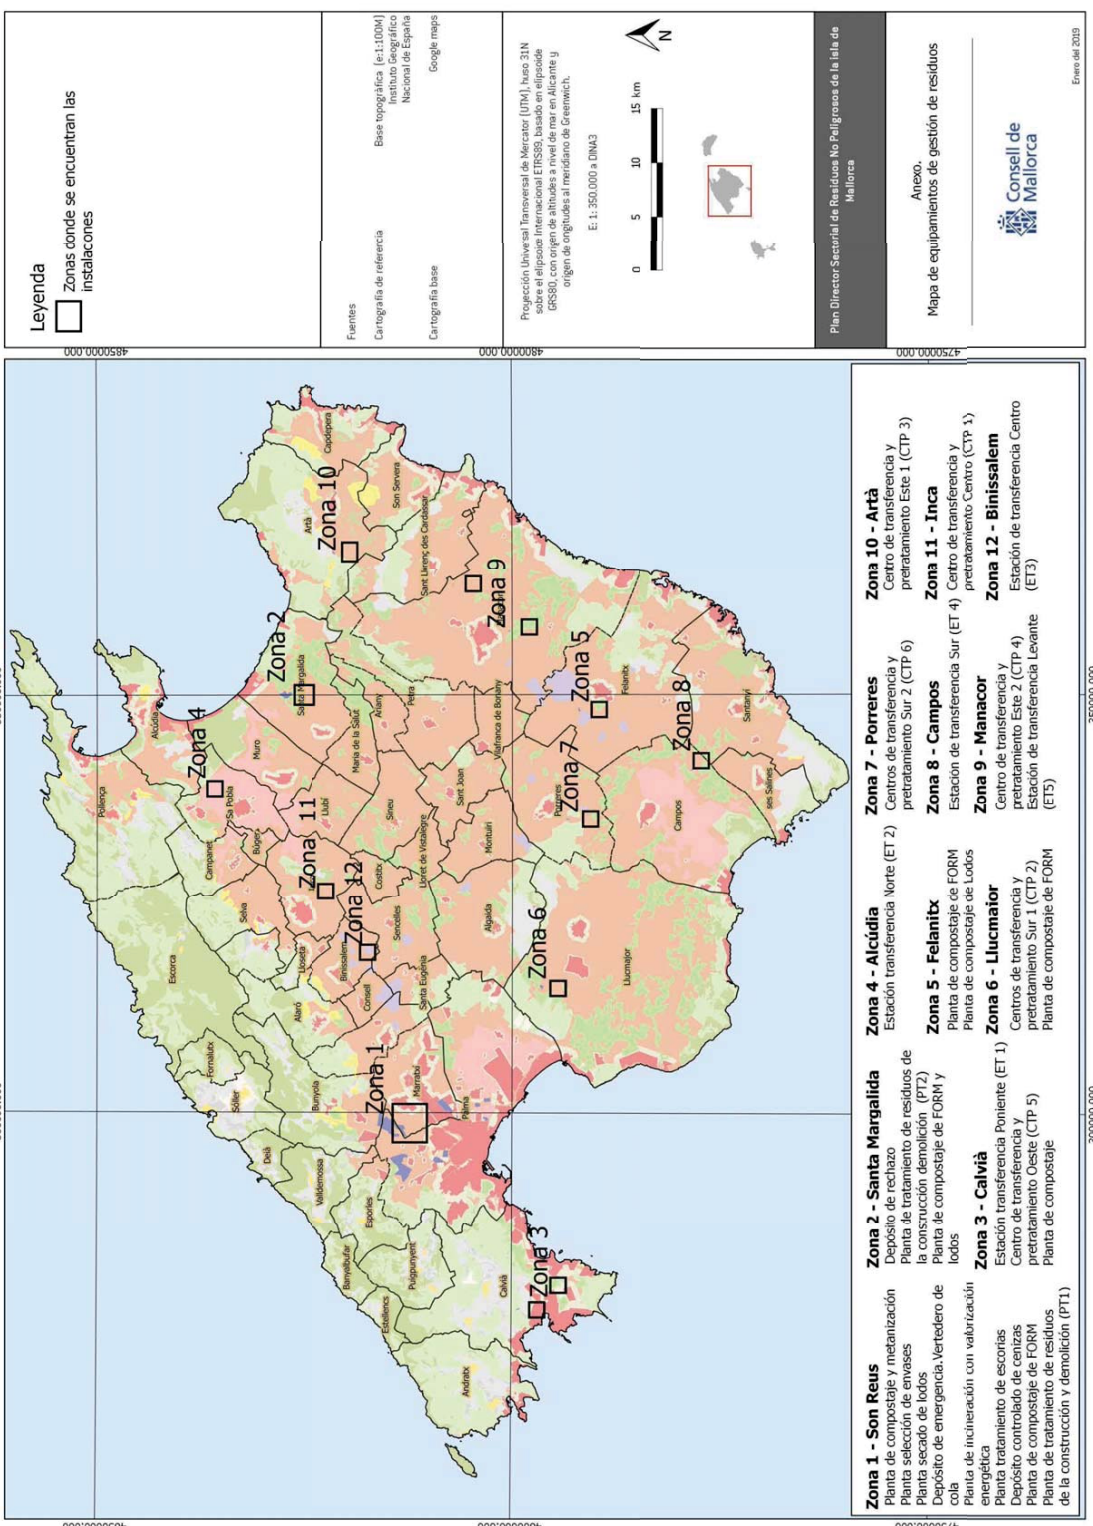 Leyenda
Zonas donde se encuentran las
instalacones
Fuentes
Cartografía de referencia
Base topográfica (e:1:100M)
Instituto Geográfico
Nacional de España
Cartografía base
Google maps
Proyección Universal Transversal de Mercator (UTM), huso 31N
sobre el elipsoide Internacional ETRS89, basado en elipsoide
GRS80, con origen de altitudes a nivel de mar en Alicante y
origen de ongitudes al meridiano de Greenwich.
E: 1: 350.000 a DINA3
0 5 10 15 km
N
Plan Director Sectorial de Residuos No Peligrosos de la isla de
Mallorca
Anexo.
Mapa de equipamientos de gestión de residuos
Consell de
Mallorca
Enero del 2019
4850000.000
4800000.000
4750000.000
Pollença
Alcúdia
Zona 4
Sa Pobla
Muro
Campanet
Búger
Escorca
Selva
Zona 11
Llubí
Zona 2
Santa Margalida
Maria de la Salut
Ariany
Petra
Artà
Zona 10
Capdepera
Son Servera
Sant Llorenç des Cardassar
Zona 9
Fornalutx
Sóller
Deià
Bunyola
Alaró
Lloseta
Binissalem
Zona 12
Consell
Sencelles
Costitx
Sineu
Lloret de Vistalegre
Sant Joan
Vilafranca de Bonany
Montuïri
Santa Eugènia
Algaida
Zona 1
Marratxí
Palma
Valldemossa
Esporles
Banyalbufar
Puigpunyent
Estellencs
Calvià
Zona 3
Andratx
Zona 6
Llucmajor
Porreres
Zona 7
Zona 5
Felanitx
Zona 8
Campos
Santanyí
ses Salines
Zona 1 - Son Reus
Planta de compostaje y metanización
Planta selección de envases
Planta secado de lodos
Depósito de emergencia.Vertedero de
cola
Planta de incineración con valorización
energética
Planta tratamiento de escorias
Depósito controlado de cenizas
Planta de compostaje de FORM
Planta de tratamiento de residuos
de la construcción y demolición (PT1)
Zona 2 - Santa Margalida
Depósito de rechazo
Planta de tratamiento de residuos de
la construcción demolición (PT2)
Planta de compostaje de FORM y
lodos
Zona 3 - Calvià
Estación transferencia Poniente (ET 1)
Centro de transferencia y
pretratamiento Oeste (CTP 5)
Planta de compostaje
Zona 4 - Alcúdia
Estación transferencia Norte (ET 2)
Zona 5 - Felanitx
Planta de compostaje de FORM
Planta de compostaje de lodos
Zona 6 - Llucmaior
Centros de transferencia y
pretratamiento Sur 1 (CTP 2)
Planta de compostaje de FORM
Zona 7 - Porreres
Centros de transferencia y
pretratamiento Sur 2 (CTP 6)
Zona 8 - Campos
Estación de transferencia Sur (ET 4)
Zona 9 - Manacor
Centro de transferencia y
pretratamiento Este 2 (CTP 4)
Estación de transferencia Levante
(ET5)
Zona 10 - Artà
Centro de transferencia y
pretratamiento Este 1 (CTP 3)
Zona 11 - Inca
Centro de transferencia y
pretratamiento Centro (CTP 1)
Zona 12 - Binissalem
Estación de transferencia Centro
(ET3)